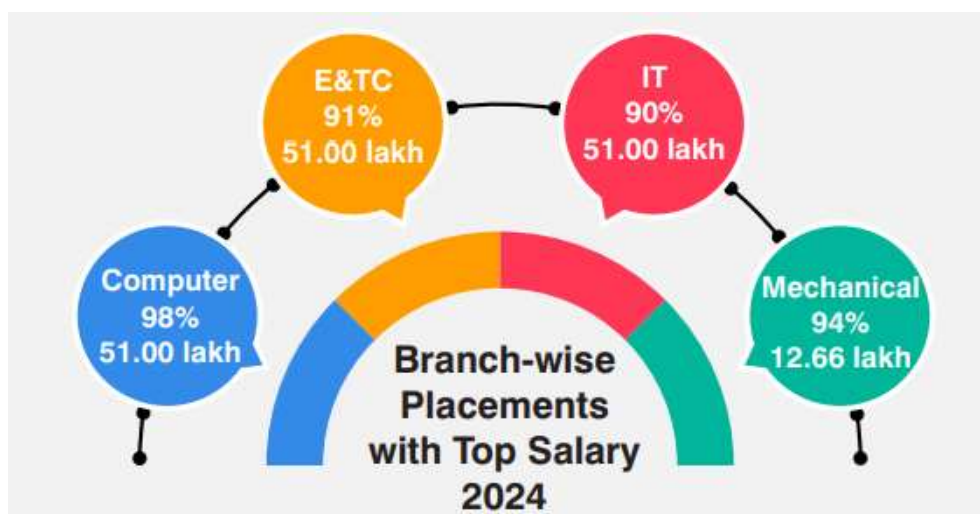 E&TC
91%
51.00 lakh
IT
90%
51.00 lakh
Computer
98%
51.00 lakh
Mechanical
94%
12.66 lakh
Branch-wise
Placements
with Top Salary
2024